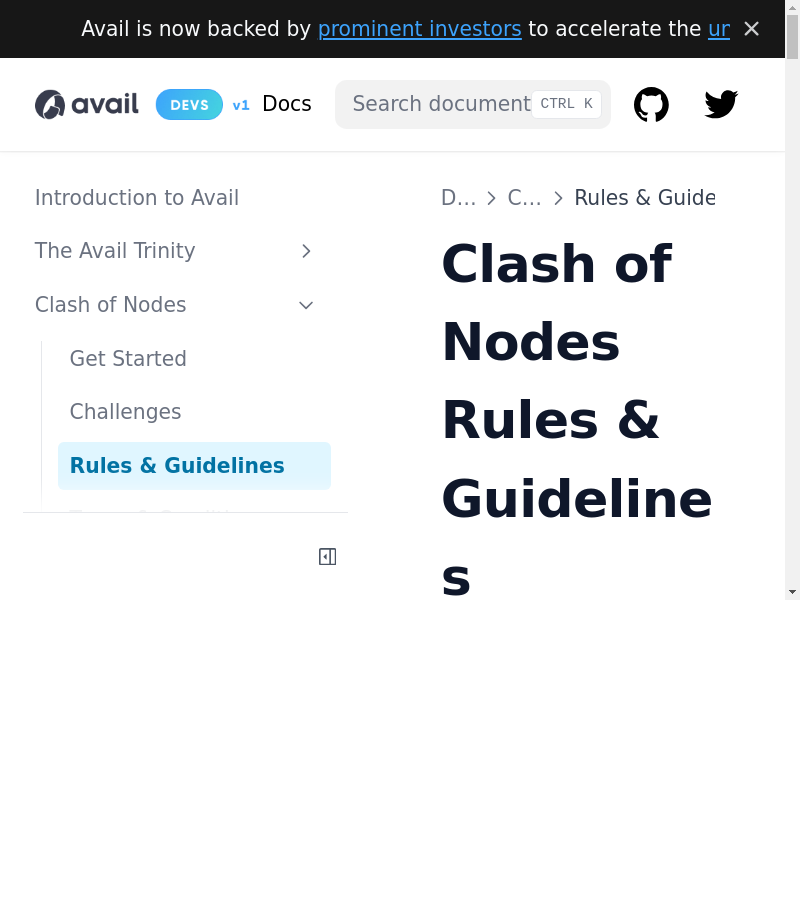 Avail is now backed by prominent investors to accelerate the ur
avail DEVS v1 Docs Search document CTRL K
Introduction to Avail
The Avail Trinity
Clash of Nodes
Get Started
Challenges
Rules & Guidelines
D… C… Rules & Guide
Clash of
Nodes
Rules &
Guideline
s